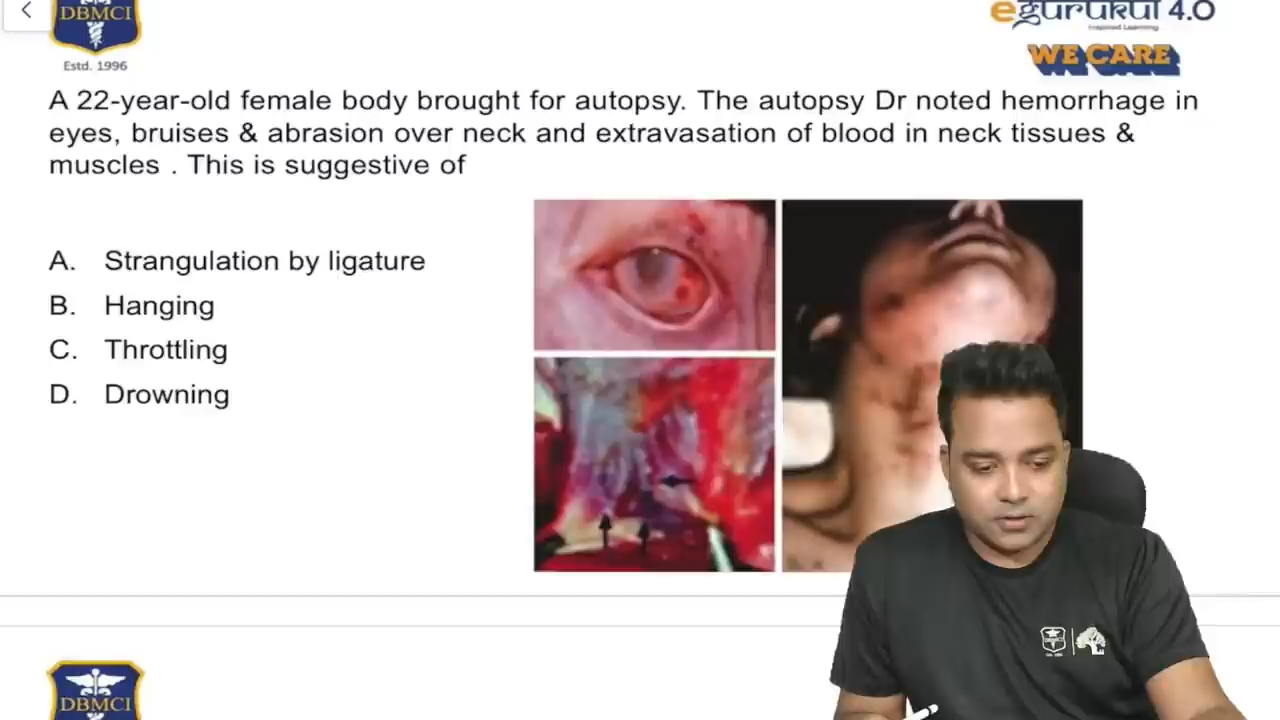 DBMCI
Estd. 1996
egurukul 4.0
Inspired Learning
WE CARE
A 22-year-old female body brought for autopsy. The autopsy Dr noted hemorrhage in
eyes, bruises & abrasion over neck and extravasation of blood in neck tissues &
muscles . This is suggestive of
A. Strangulation by ligature
B. Hanging
C. Throttling
D. Drowning
DBMCI